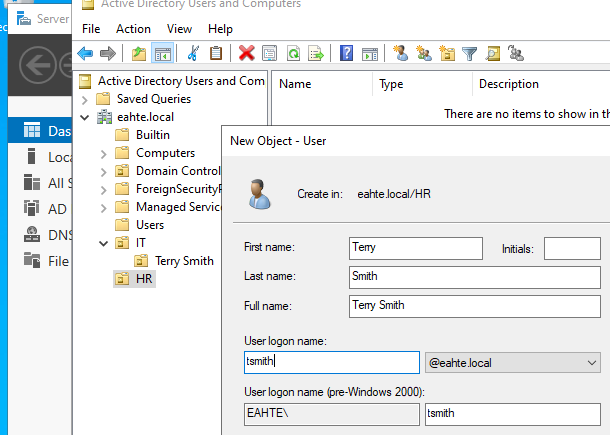 Server
Active Directory Users and Computers
File Action View Help
Active Directory Users and Com
Name Type Description
Saved Queries
There are no items to show in th
eahte.local
Builtin
Computers
Domain Control
ForeignSecurityP
Managed Service
Users
IT
Terry Smith
HR
Das
Loca
All S
AD
DNS
File
New Object - User
Create in: eahte.local/HR
First name: Terry Initials:
Last name: Smith
Full name: Terry Smith
User logon name:
tsmith @eahte.local
User logon name (pre-Windows 2000):
EAHTE\ tsmith